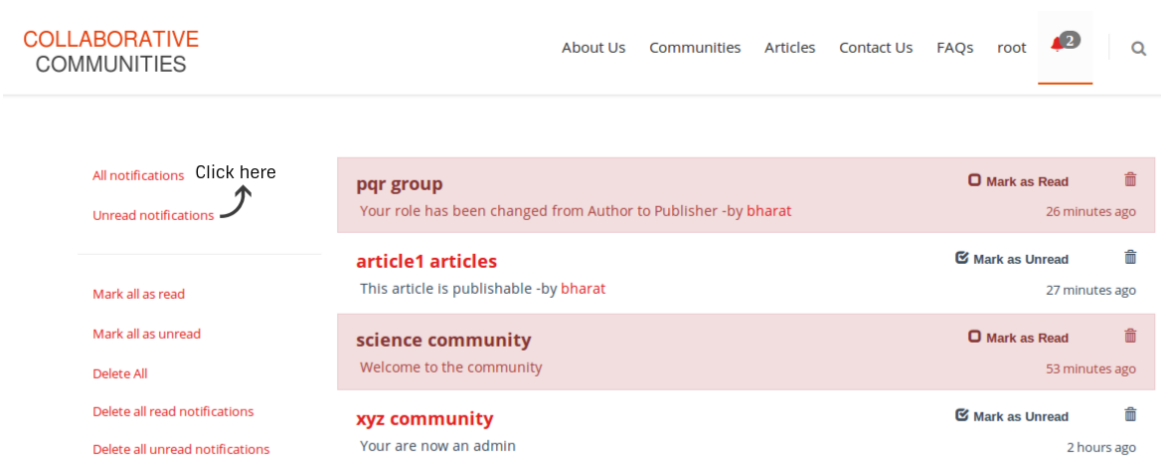 COLLABORATIVE
COMMUNITIES
About Us Communities Articles Contact Us FAQs root 2
All notifications Click here
Unread notifications
Mark all as read
Mark all as unread
Delete All
Delete all read notifications
Delete all unread notifications
pqr group Mark as Read
Your role has been changed from Author to Publisher -by bharat 26 minutes ago
article1 articles Mark as Unread
This article is publishable -by bharat 27 minutes ago
science community Mark as Read
Welcome to the community 53 minutes ago
xyz community Mark as Unread
Your are now an admin 2 hours ago